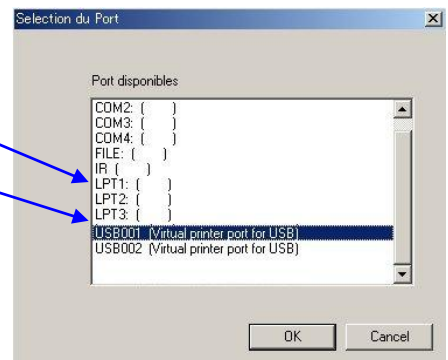 Selection du Port
Port disponibles
COM2: (     )
COM3: (     )
COM4: (     )
FILE: (     )
IR (     )
LPT1: (     )
LPT2: (     )
LPT3: (     )
USB001 (Virtual printer port for USB)
USB002 (Virtual printer port for USB)
OK
Cancel